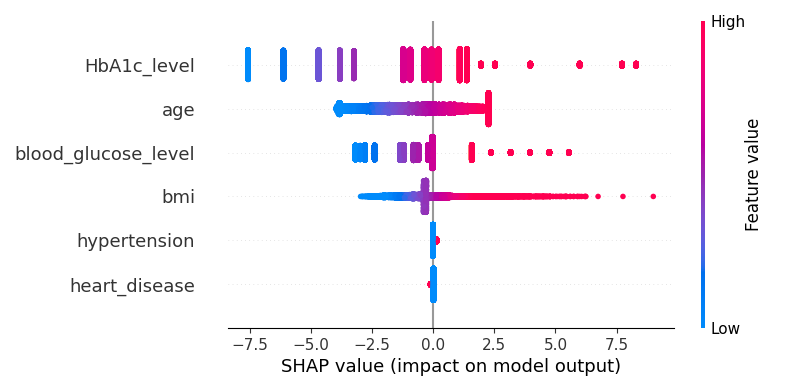 High
HbA1c_level
age
blood_glucose_level
bmi
hypertension
heart_disease
Feature value
Low
−7.5 −5.0 −2.5 0.0 2.5 5.0 7.5
SHAP value (impact on model output)